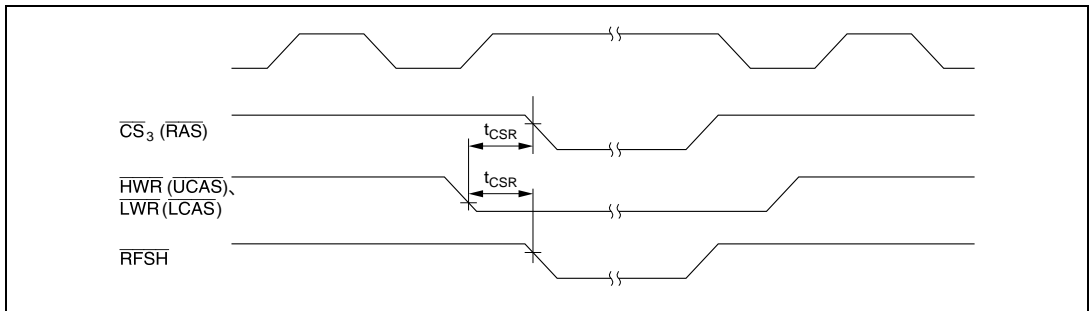 CS₃ (RAS)
tCSR
HWR (UCAS)、
LWR (LCAS)
tCSR
RFSH